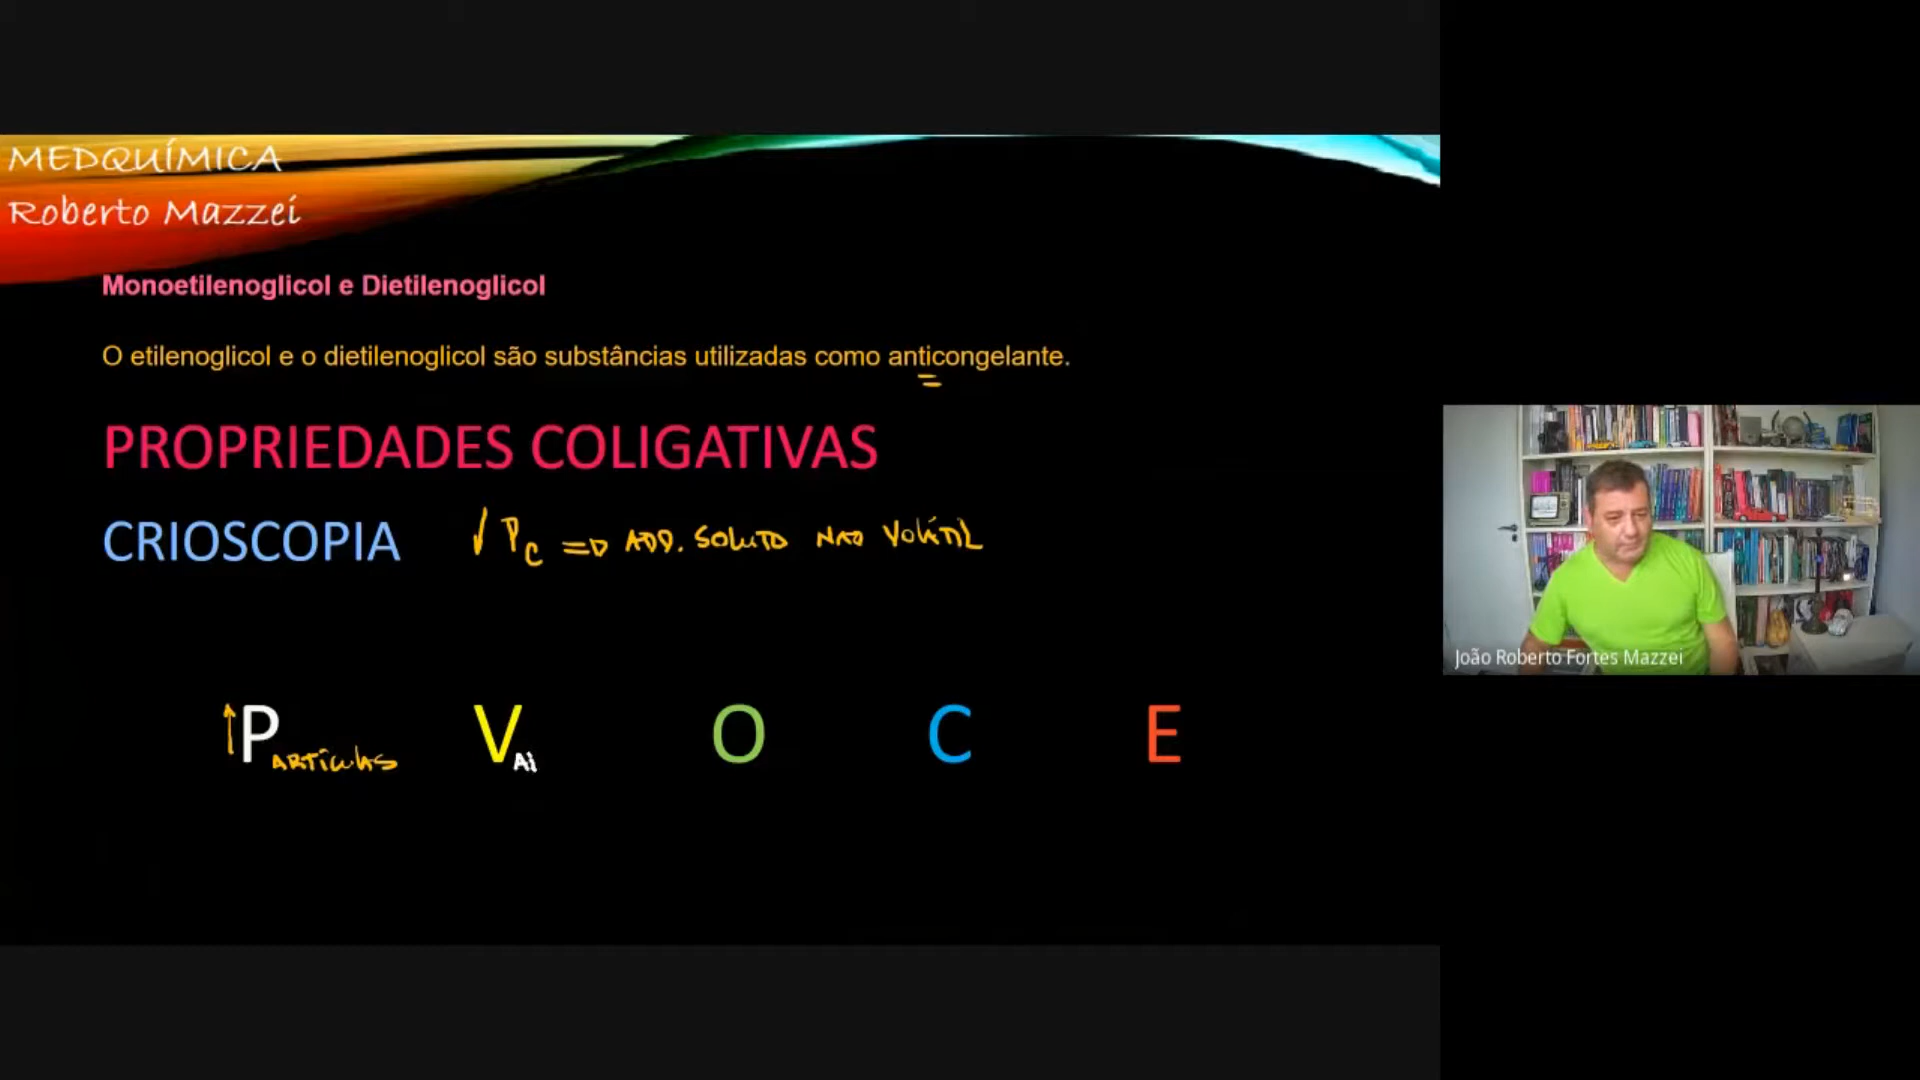 MEDQUÍMICA
Roberto Mazzei
Monoetilenoglicol e Dietilenoglicol
O etilenoglicol e o dietilenoglicol são substâncias utilizadas como anticongelante.
PROPRIEDADES COLIGATIVAS
CRIOSCOPIA ↓ Pc => ADD. SOLUTO NÃO VOLÁTIL
↑PARTÍCULAS VAI O C E
João Roberto Fortes Mazzei